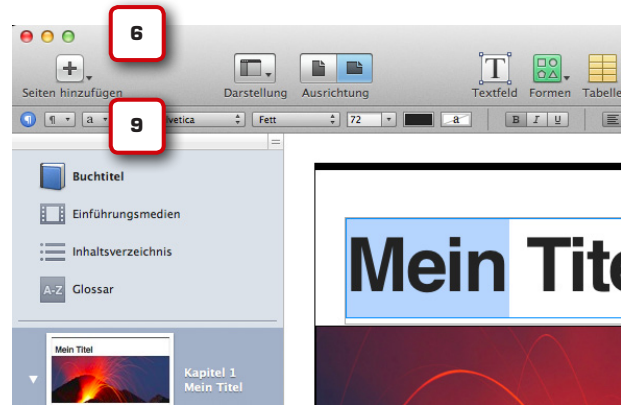 6
Seiten hinzufügen Darstellung Ausrichtung Textfeld Formen Tabelle
9
a Fett 72 a B I U
Buchtitel
Einführungsmedien
Inhaltsverzeichnis
A-Z Glossar
Mein Titel
Kapitel 1
Mein Titel
Mein